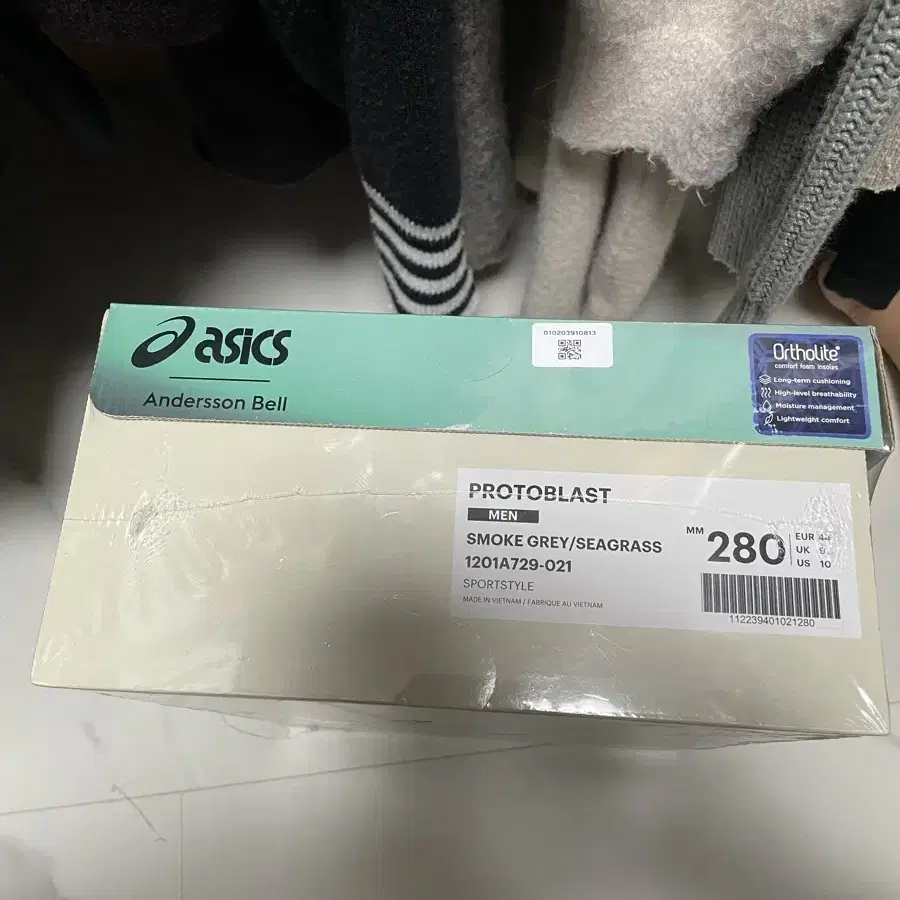 asics
Andersson Bell
010203910813
Ortholite®
comfort foam insoles
Long-term cushioning
High-level breathability
Moisture management
Lightweight comfort
PROTOBLAST
MEN
SMOKE GREY/SEAGRASS
1201A729-021
SPORTSTYLE
MADE IN VIETNAM / FABRIQUE AU VIETNAM
MM 280
EUR 44
UK 9
US 10
112239401021280